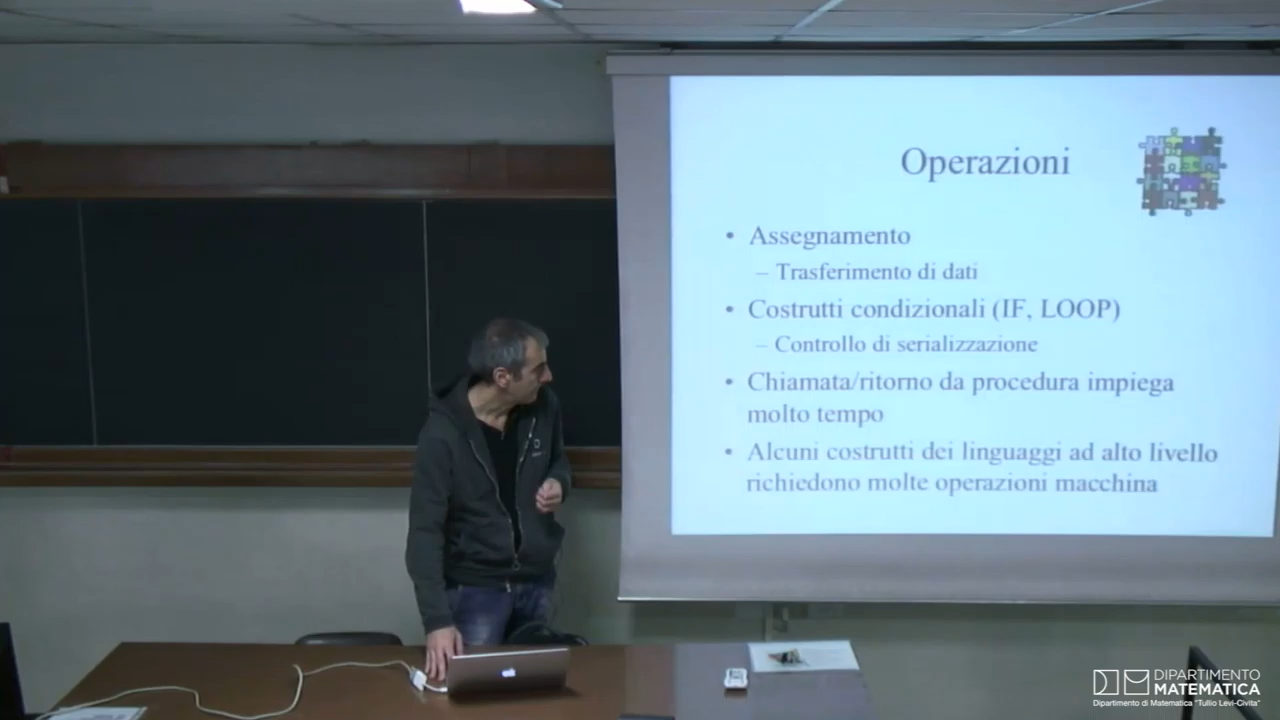 Operazioni
• Assegnamento
– Trasferimento di dati
• Costrutti condizionali (IF, LOOP)
– Controllo di serializzazione
• Chiamata/ritorno da procedura impiega
molto tempo
• Alcuni costrutti dei linguaggi ad alto livello
richiedono molte operazioni macchina
DIPARTIMENTO
MATEMATICA
Dipartimento di Matematica "Tullio Levi-Civita"